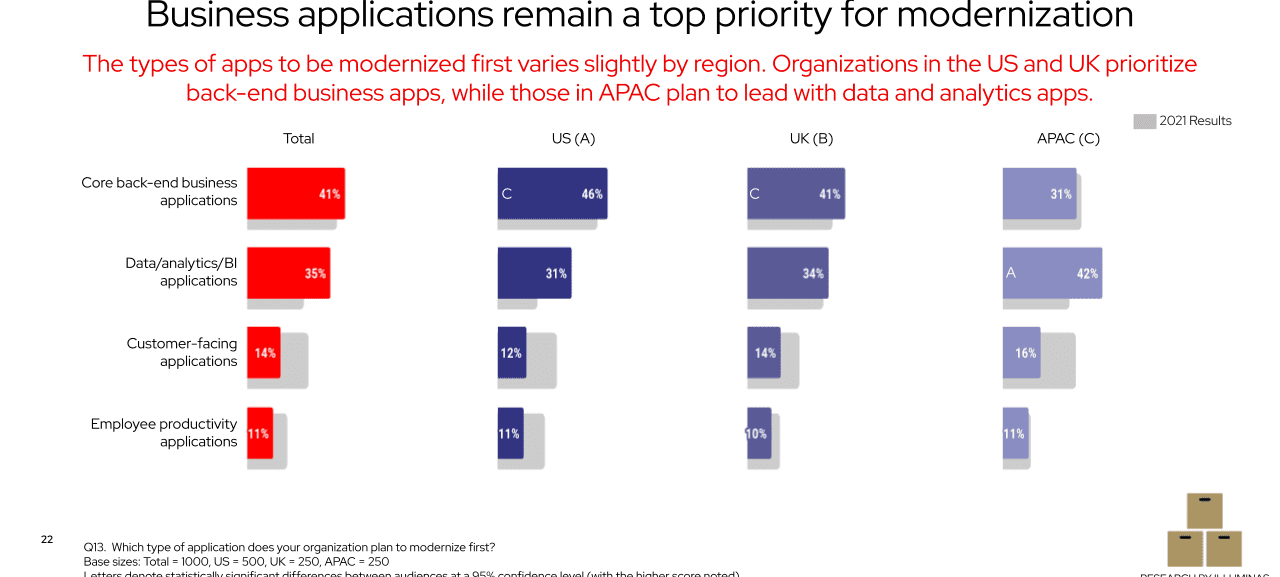 Business applications remain a top priority for modernization
The types of apps to be modernized first varies slightly by region. Organizations in the US and UK prioritize
back-end business apps, while those in APAC plan to lead with data and analytics apps.
2021 Results
Total
US (A)
UK (B)
APAC (C)
Core back-end business
applications
41%
C 46%
C 41%
31%
Data/analytics/BI
applications
35%
31%
34%
A 42%
Customer-facing
applications
14%
12%
14%
16%
Employee productivity
applications
11%
11%
10%
11%
22
Q13. Which type of application does your organization plan to modernize first?
Base sizes: Total = 1000, US = 500, UK = 250, APAC = 250
Letters denote statistically significant differences between audiences at a 95% confidence level (with the higher score noted)
RESEARCH BY ILLUMINAS